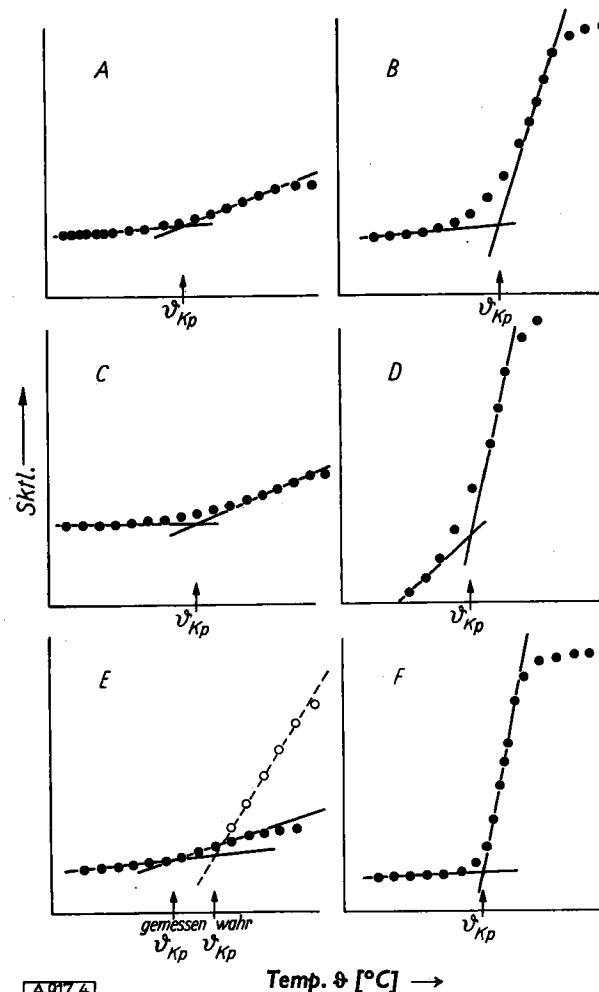 A
B
ϑKp
ϑKp
C
D
Sktl.
ϑKp
ϑKp
E
F
gemessen wahr
ϑKp ϑKp
ϑKp
A 917.4
Temp. ϑ [°C] →